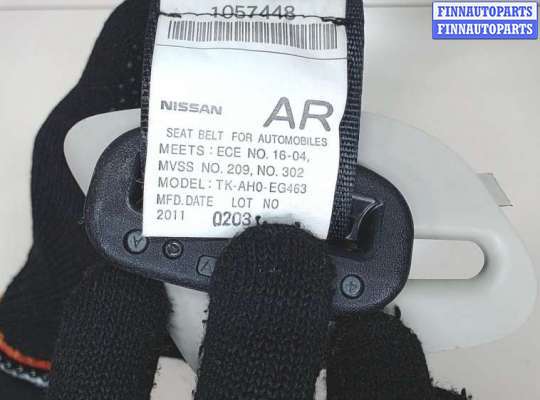 FINNAUTOPARTS
FINNAUTOPARTS
1057448
NISSAN AR
SEAT BELT FOR AUTOMOBILES
MEETS : ECE NO. 16-04,
MVSS NO. 209, NO. 302
MODEL: TK-AH0-EG463
MFD.DATE LOT NO
2011 0203
A
4